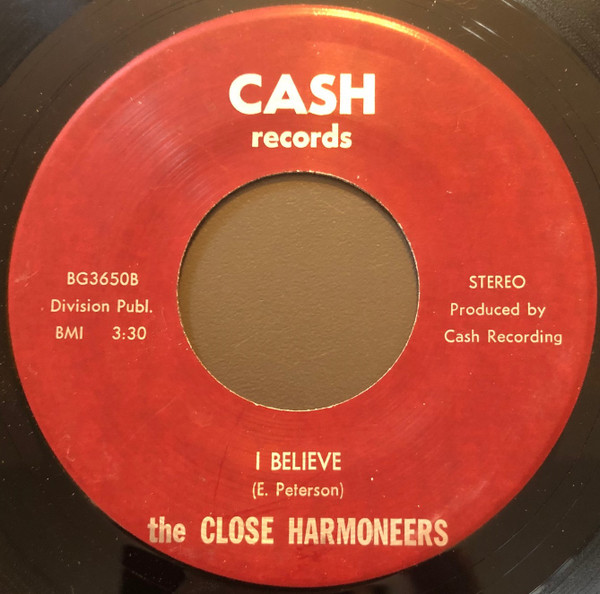 CASH
records
BG3650B
Division Publ.
BMI 3:30
STEREO
Produced by
Cash Recording
I BELIEVE
(E. Peterson)
the CLOSE HARMONEERS